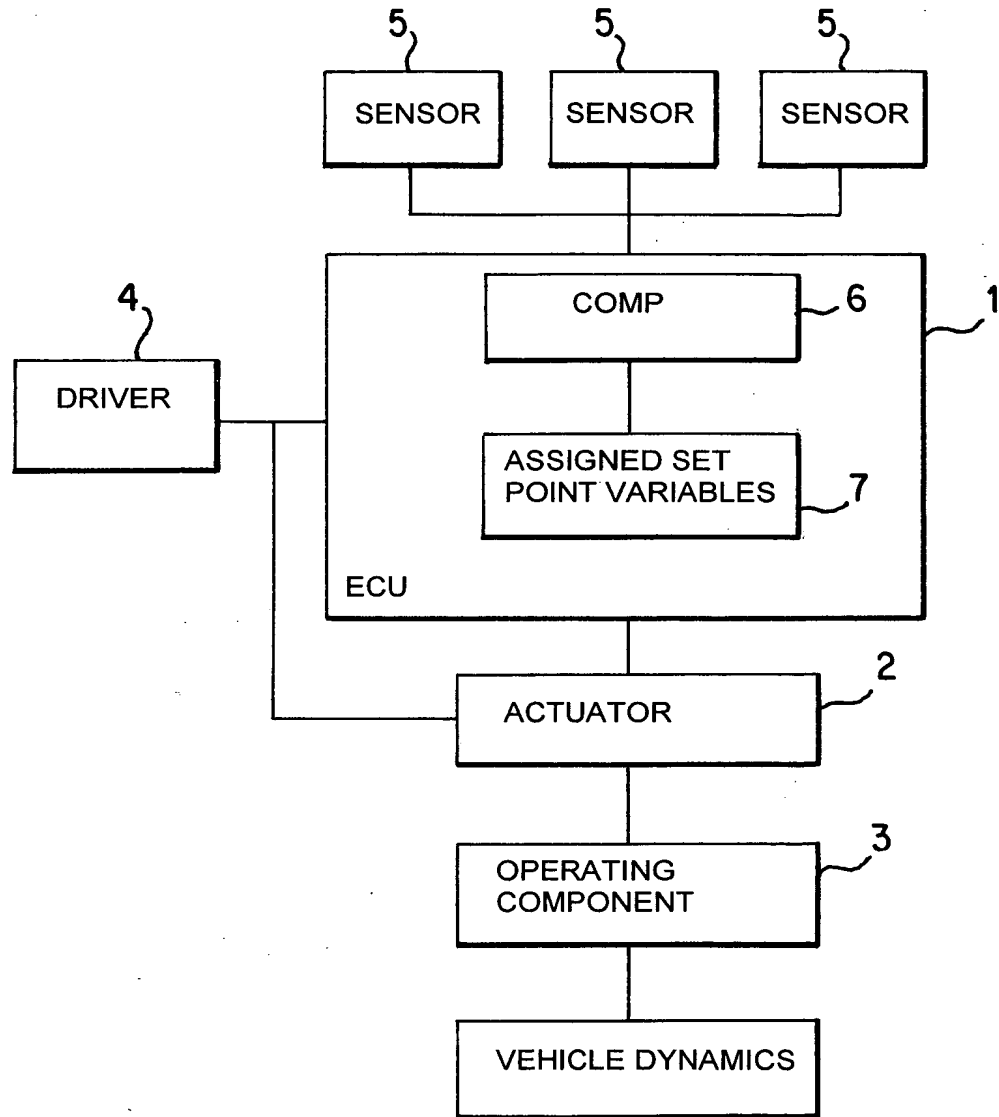 5 5 5
SENSOR SENSOR SENSOR
4
DRIVER
COMP
6
1
ASSIGNED SET
POINT VARIABLES
7
ECU
2
ACTUATOR
3
OPERATING
COMPONENT
VEHICLE DYNAMICS